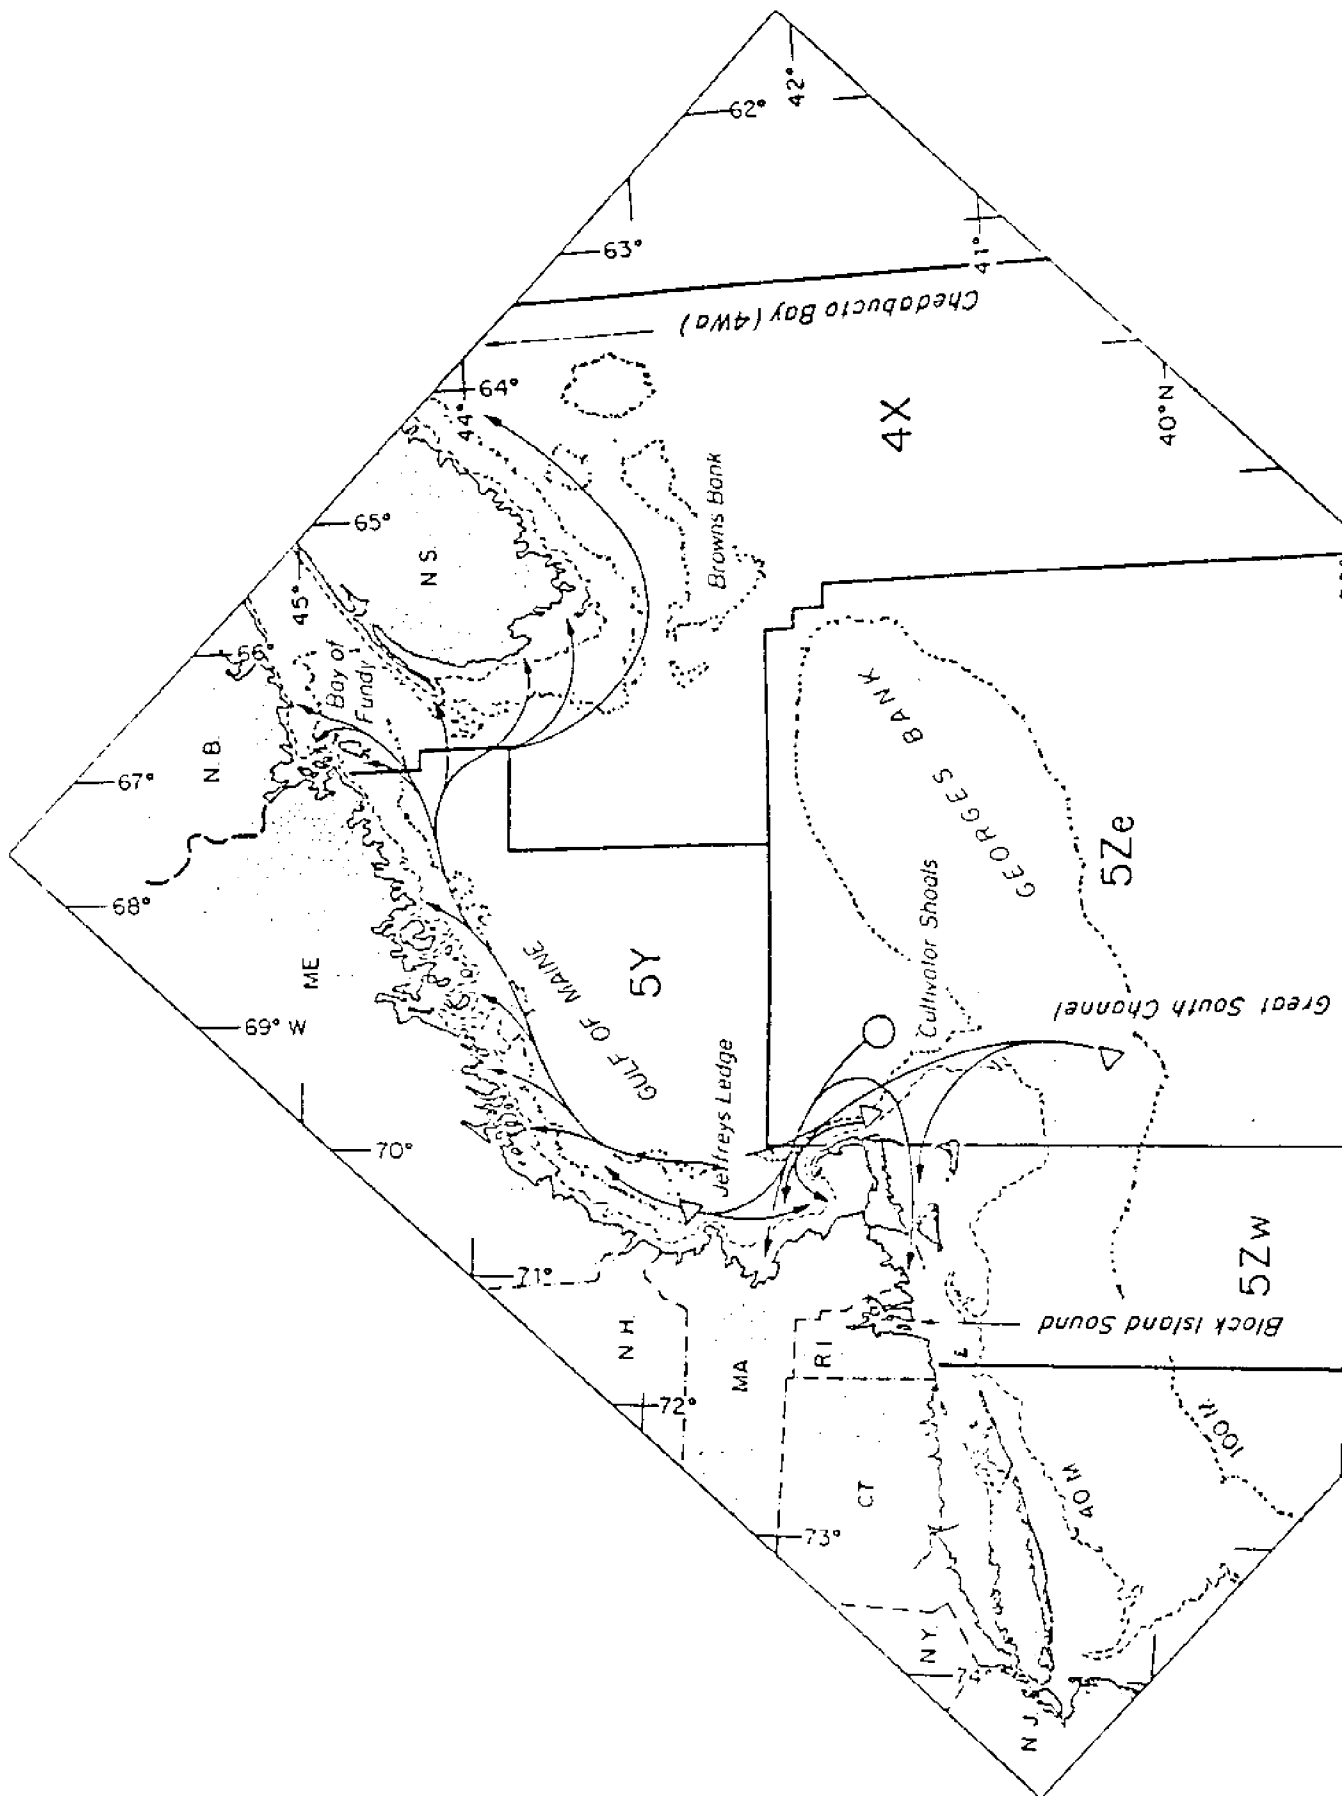 62°
42°
63°
41°
Chedabucto Bay (4Wa)
64°
44°
40°N
4X
65°
N S.
Browns Bank
45°
66°
Bay of
Fundy
N. B.
67°
GEORGES BANK
5Ze
68°
ME
GULF OF MAINE
5Y
Cultivator Shoals
69° W
Great South Channel
Jeffreys Ledge
70°
71°
5Zw
N H.
MA
R I
Block Island Sound
72°
CT
40 M
100 M.
73°
N Y.
N J.